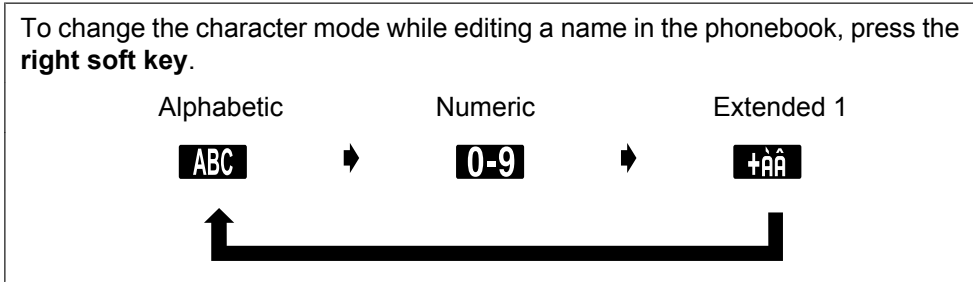 To change the character mode while editing a name in the phonebook, press the
right soft key.
Alphabetic Numeric Extended 1
ABC 0-9 +ÀÂ